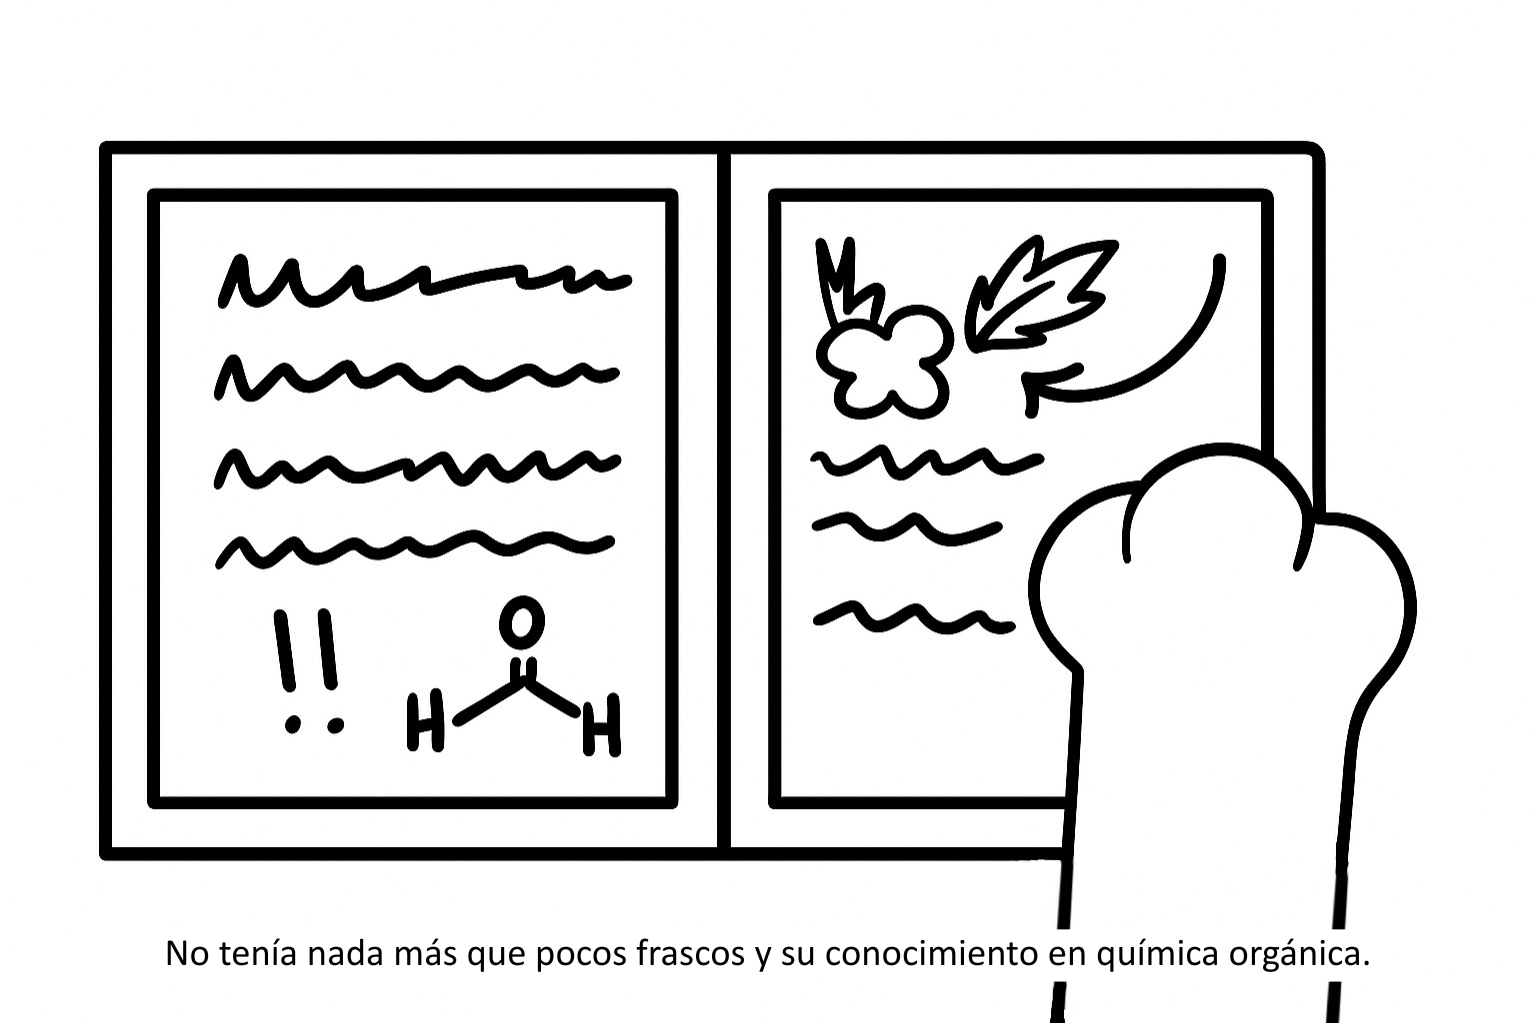 !!
O
H H
No tenía nada más que pocos frascos y su conocimiento en química orgánica.